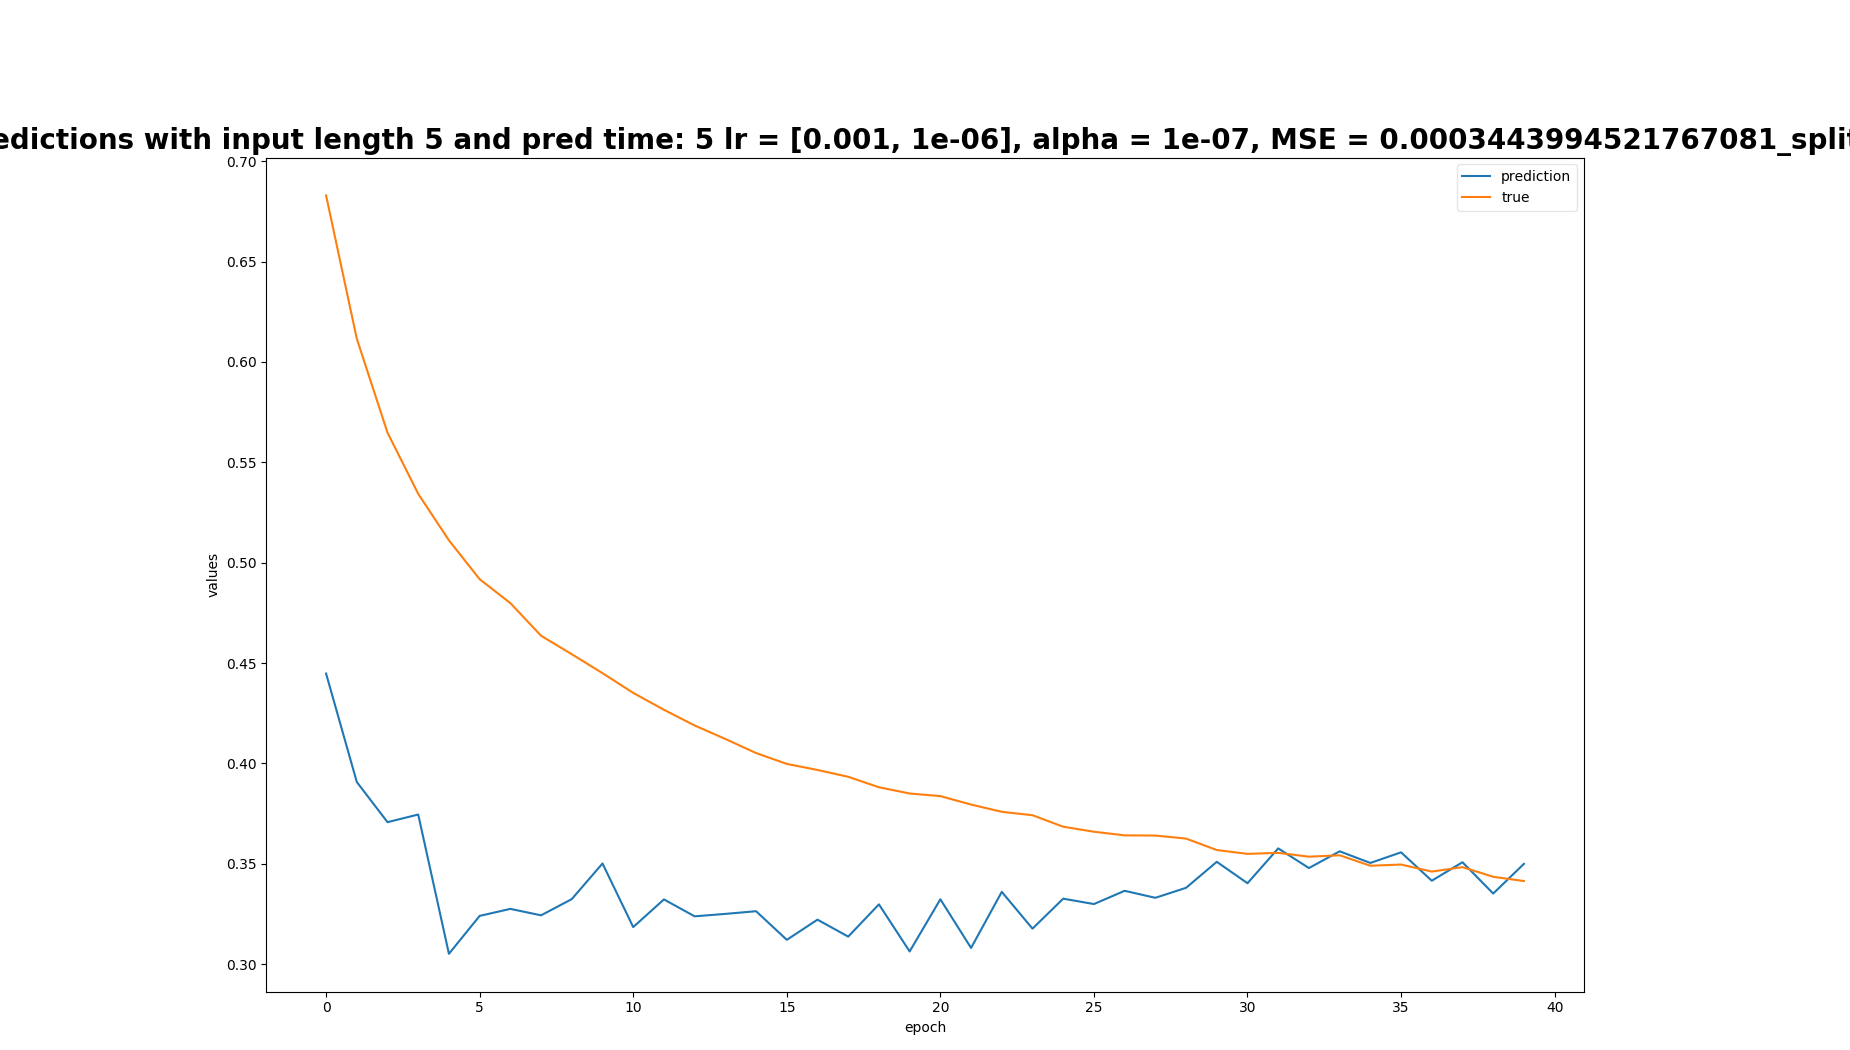 edictions with input length 5 and pred time: 5 lr = [0.001, 1e-06], alpha = 1e-07, MSE = 0.0003443994521767081_split
prediction
true
0.70
0.65
0.60
0.55
0.50
0.45
0.40
0.35
0.30
values
0 5 10 15 20 25 30 35 40
epoch